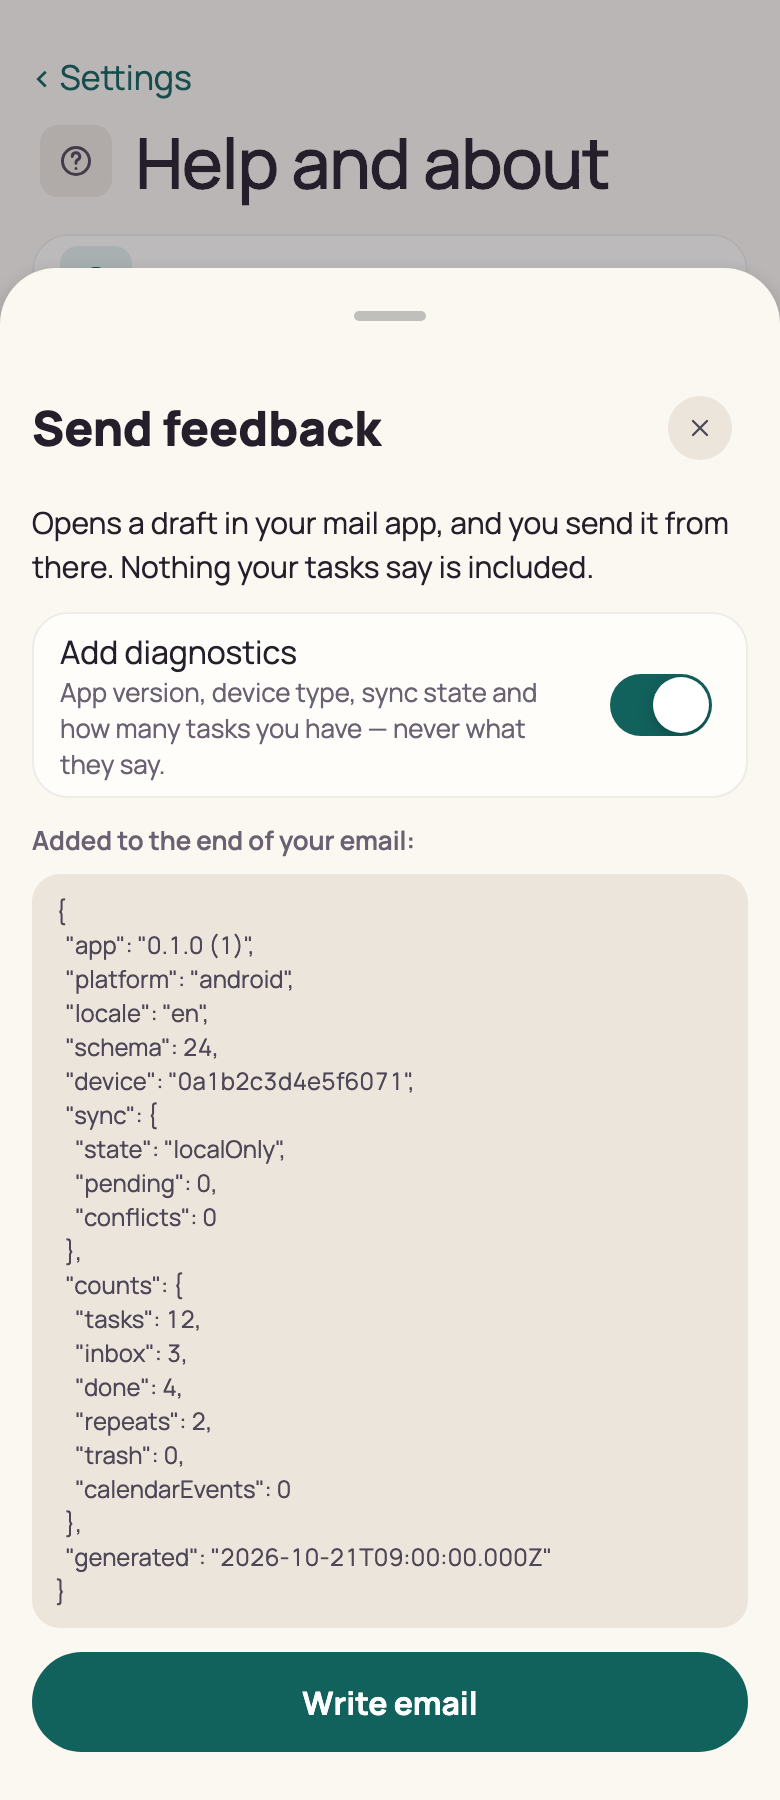 Settings
Help and about
Send feedback
Opens a draft in your mail app, and you send it from
there. Nothing your tasks say is included.
Add diagnostics
App version, device type, sync state and
how many tasks you have — never what
they say.
Added to the end of your email:
{
"app": "0.1.0 (1)",
"platform": "android",
"locale": "en",
"schema": 24,
"device": "0a1b2c3d4e5f6071",
"sync": {
"state": "localOnly",
"pending": 0,
"conflicts": 0
},
"counts": {
"tasks": 12,
"inbox": 3,
"done": 4,
"repeats": 2,
"trash": 0,
"calendarEvents": 0
},
"generated": "2026-10-21T09:00:00.000Z"
}
Write email